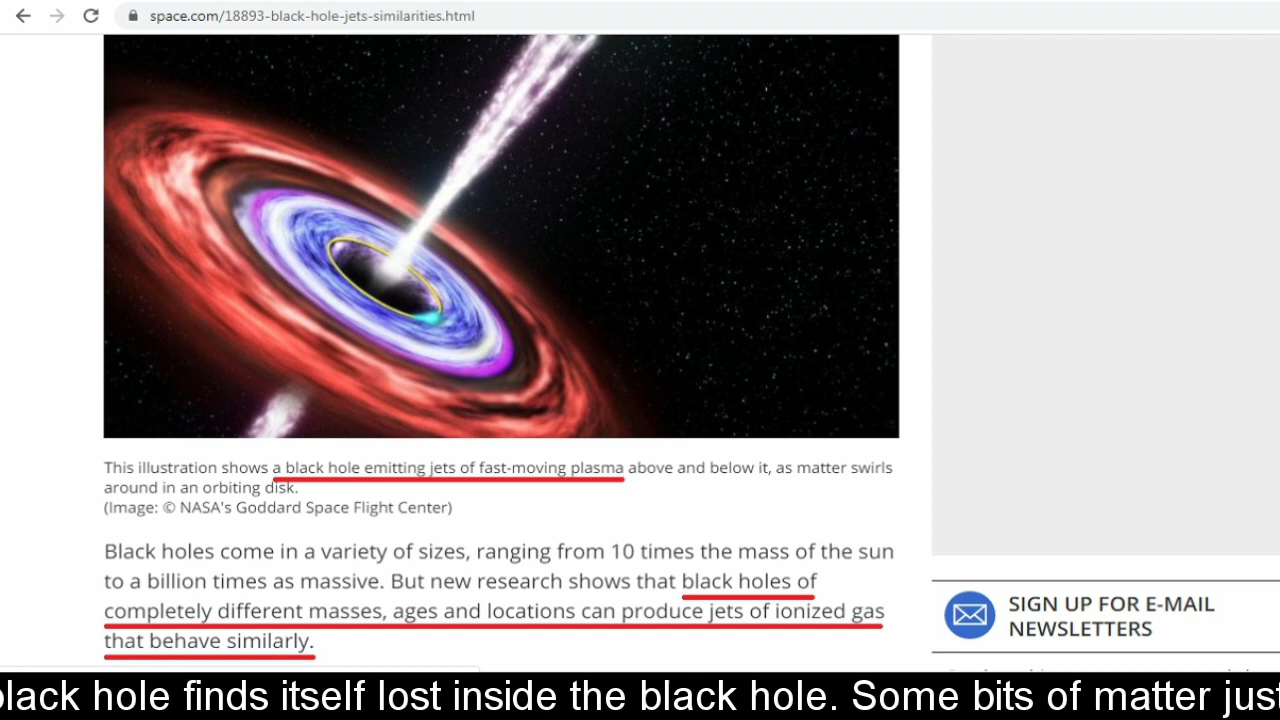 space.com/18893-black-hole-jets-similarities.html
This illustration shows a black hole emitting jets of fast-moving plasma above and below it, as matter swirls
around in an orbiting disk.
(Image: © NASA's Goddard Space Flight Center)
Black holes come in a variety of sizes, ranging from 10 times the mass of the sun
to a billion times as massive. But new research shows that black holes of
completely different masses, ages and locations can produce jets of ionized gas
that behave similarly.
SIGN UP FOR E-MAIL
NEWSLETTERS
black hole finds itself lost inside the black hole. Some bits of matter just